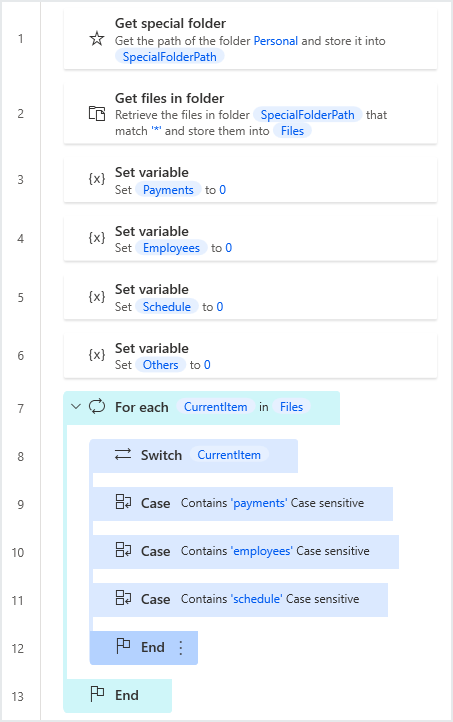 1
Get special folder
Get the path of the folder Personal and store it into
SpecialFolderPath
2
Get files in folder
Retrieve the files in folder SpecialFolderPath that
match '*' and store them into Files
3
Set variable
Set Payments to 0
4
Set variable
Set Employees to 0
5
Set variable
Set Schedule to 0
6
Set variable
Set Others to 0
7 For each CurrentItem in Files
8 Switch CurrentItem
9 Case Contains 'payments' Case sensitive
10 Case Contains 'employees' Case sensitive
11 Case Contains 'schedule' Case sensitive
12 End
13 End